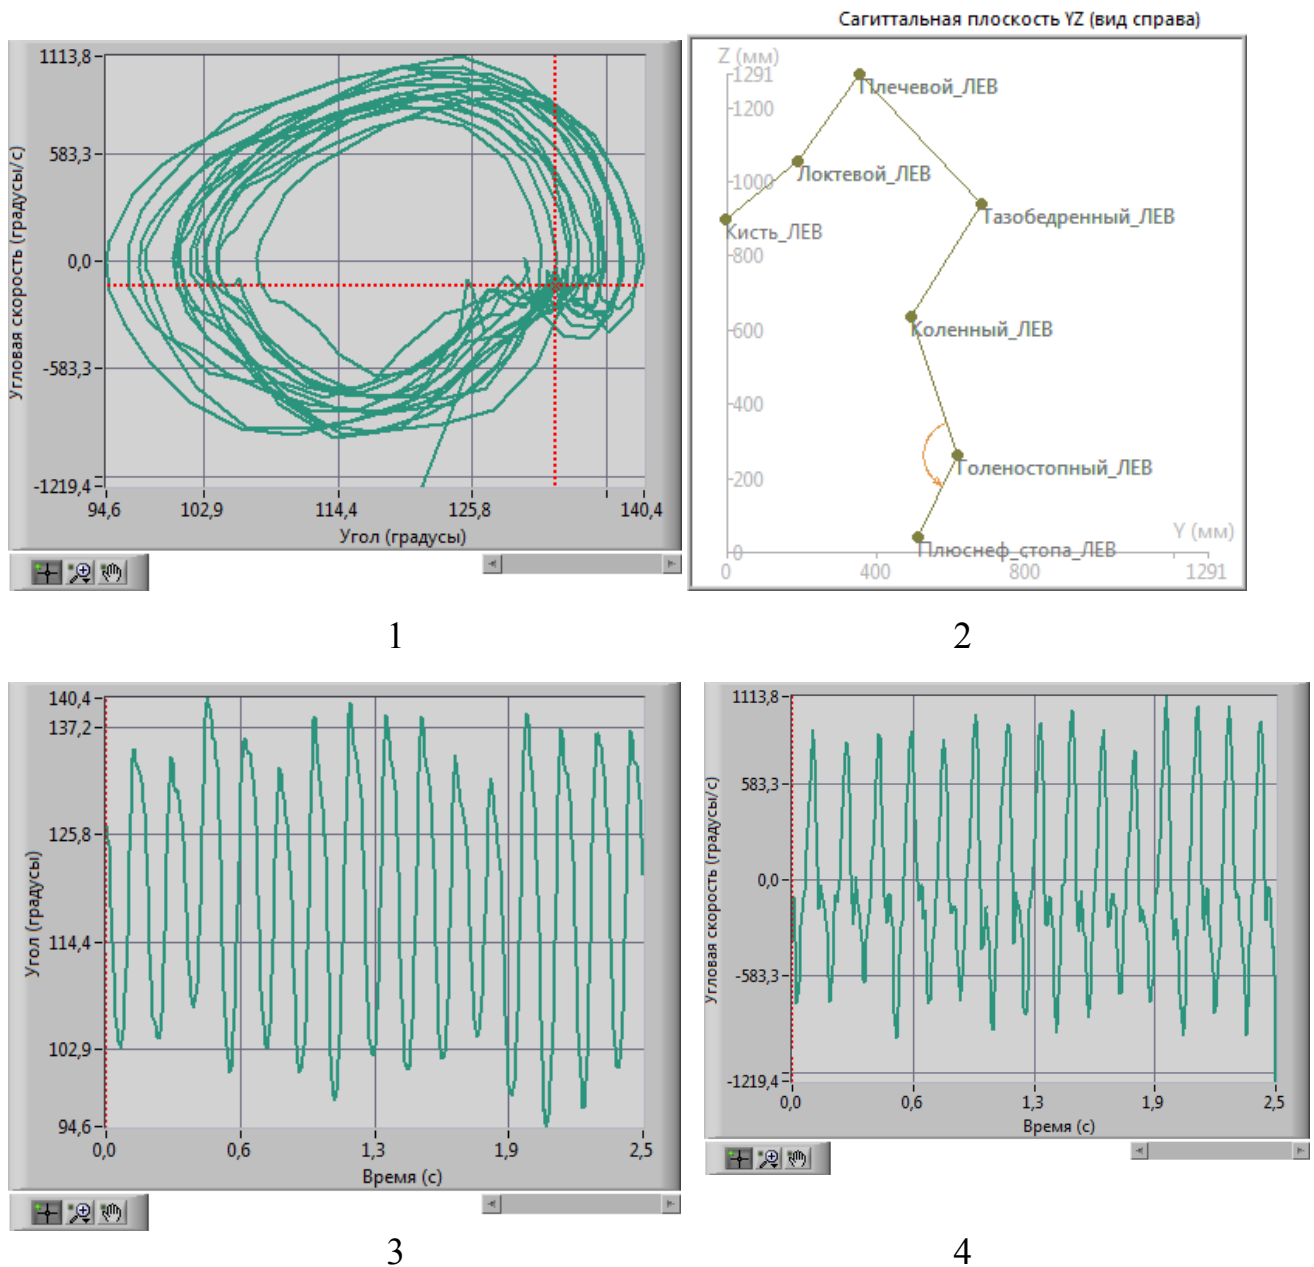 Сагиттальная плоскость YZ (вид справа)
1113,8
583,3
0,0
-583,3
-1219,4
Угловая скорость (градусы/с)
94,6 102,9 114,4 125,8 140,4
Угол (градусы)
Z (мм)
1291
1200
1000
800
600
400
200
0
Плечевой_ЛЕВ
Локтевой_ЛЕВ
Тазобедренный_ЛЕВ
Кисть_ЛЕВ
Коленный_ЛЕВ
Голеностопный_ЛЕВ
Плюснеф_стопа_ЛЕВ
Y (мм)
0 400 800 1291
1 2
140,4
137,2
125,8
114,4
102,9
94,6
Угол (градусы)
0,0 0,6 1,3 1,9 2,5
Время (с)
1113,8
583,3
0,0
-583,3
-1219,4
Угловая скорость (градусы/с)
0,0 0,6 1,3 1,9 2,5
Время (с)
3 4